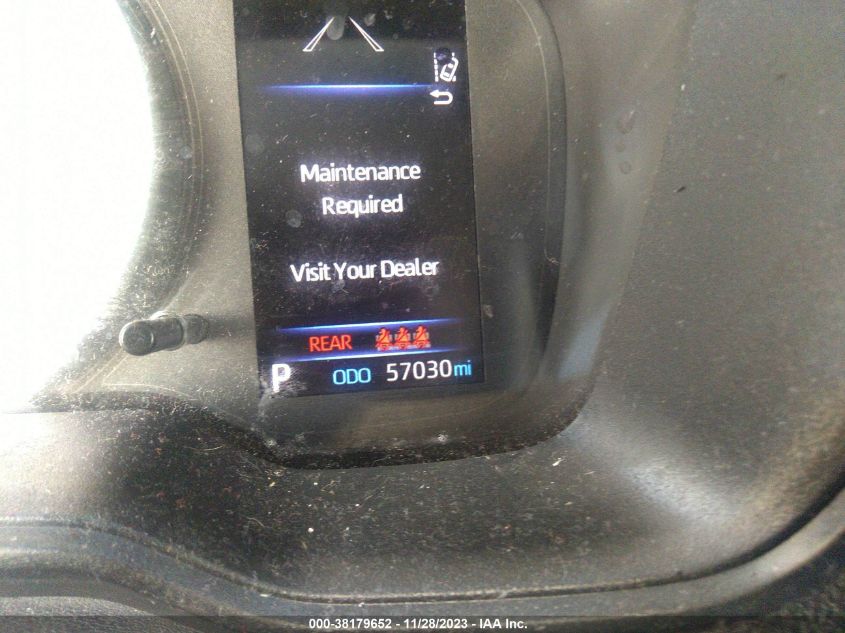 Maintenance
Required
Visit Your Dealer
REAR
P ODO 57030 mi
000-38179652 - 11/28/2023 - IAA Inc.